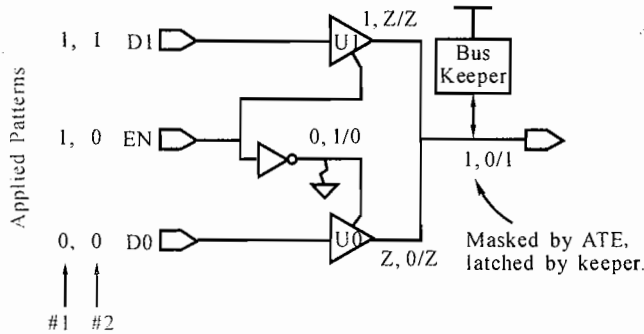 1, Z/Z
1, 1 D1
U1
Bus
Keeper
Applied Patterns
1, 0 EN
0, 1/0
1, 0/1
0, 0 D0
U0
Z, 0/Z
Masked by ATE,
latched by keeper.
#1 #2